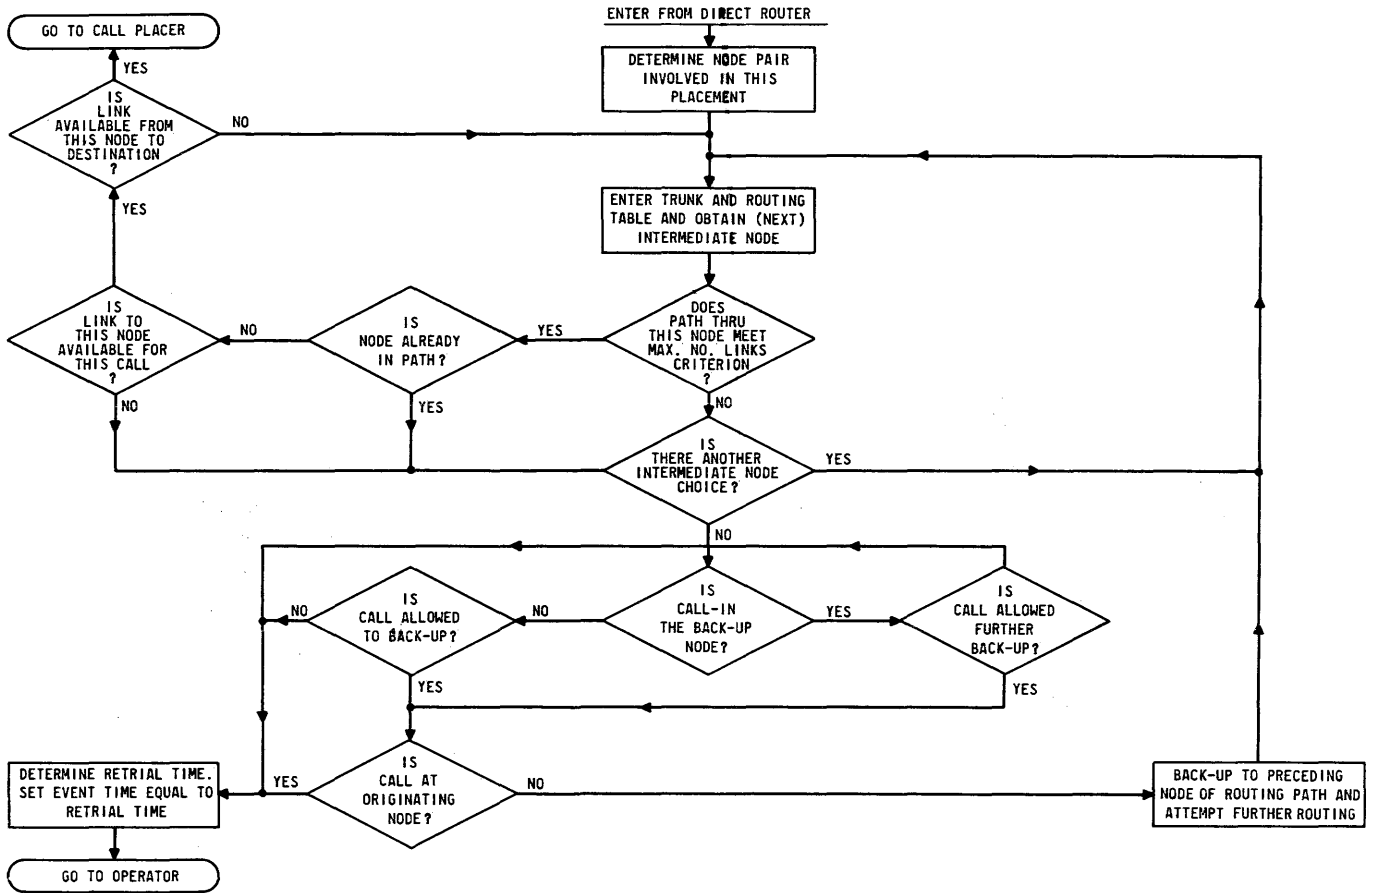 GO TO CALL PLACER
ENTER FROM DIRECT ROUTER
YES
DETERMINE NODE PAIR
INVOLVED IN THIS
PLACEMENT
IS
LINK
AVAILABLE FROM
THIS NODE TO
DESTINATION
?
NO
YES
ENTER TRUNK AND ROUTING
TABLE AND OBTAIN (NEXT)
INTERMEDIATE NODE
IS
LINK TO
THIS NODE
AVAILABLE FOR
THIS CALL
?
NO
IS
NODE ALREADY
IN PATH?
YES
DOES
PATH THRU
THIS NODE MEET
MAX. NO. LINKS
CRITERION
?
NO
YES
NO
IS
THERE ANOTHER
INTERMEDIATE NODE
CHOICE?
YES
NO
NO
IS
CALL ALLOWED
TO BACK-UP?
NO
IS
CALL-IN
THE BACK-UP
NODE?
YES
IS
CALL ALLOWED
FURTHER
BACK-UP?
YES
YES
DETERMINE RETRIAL TIME.
SET EVENT TIME EQUAL TO
RETRIAL TIME
YES
IS
CALL AT
ORIGINATING
NODE?
NO
BACK-UP TO PRECEDING
NODE OF ROUTING PATH AND
ATTEMPT FURTHER ROUTING
GO TO OPERATOR